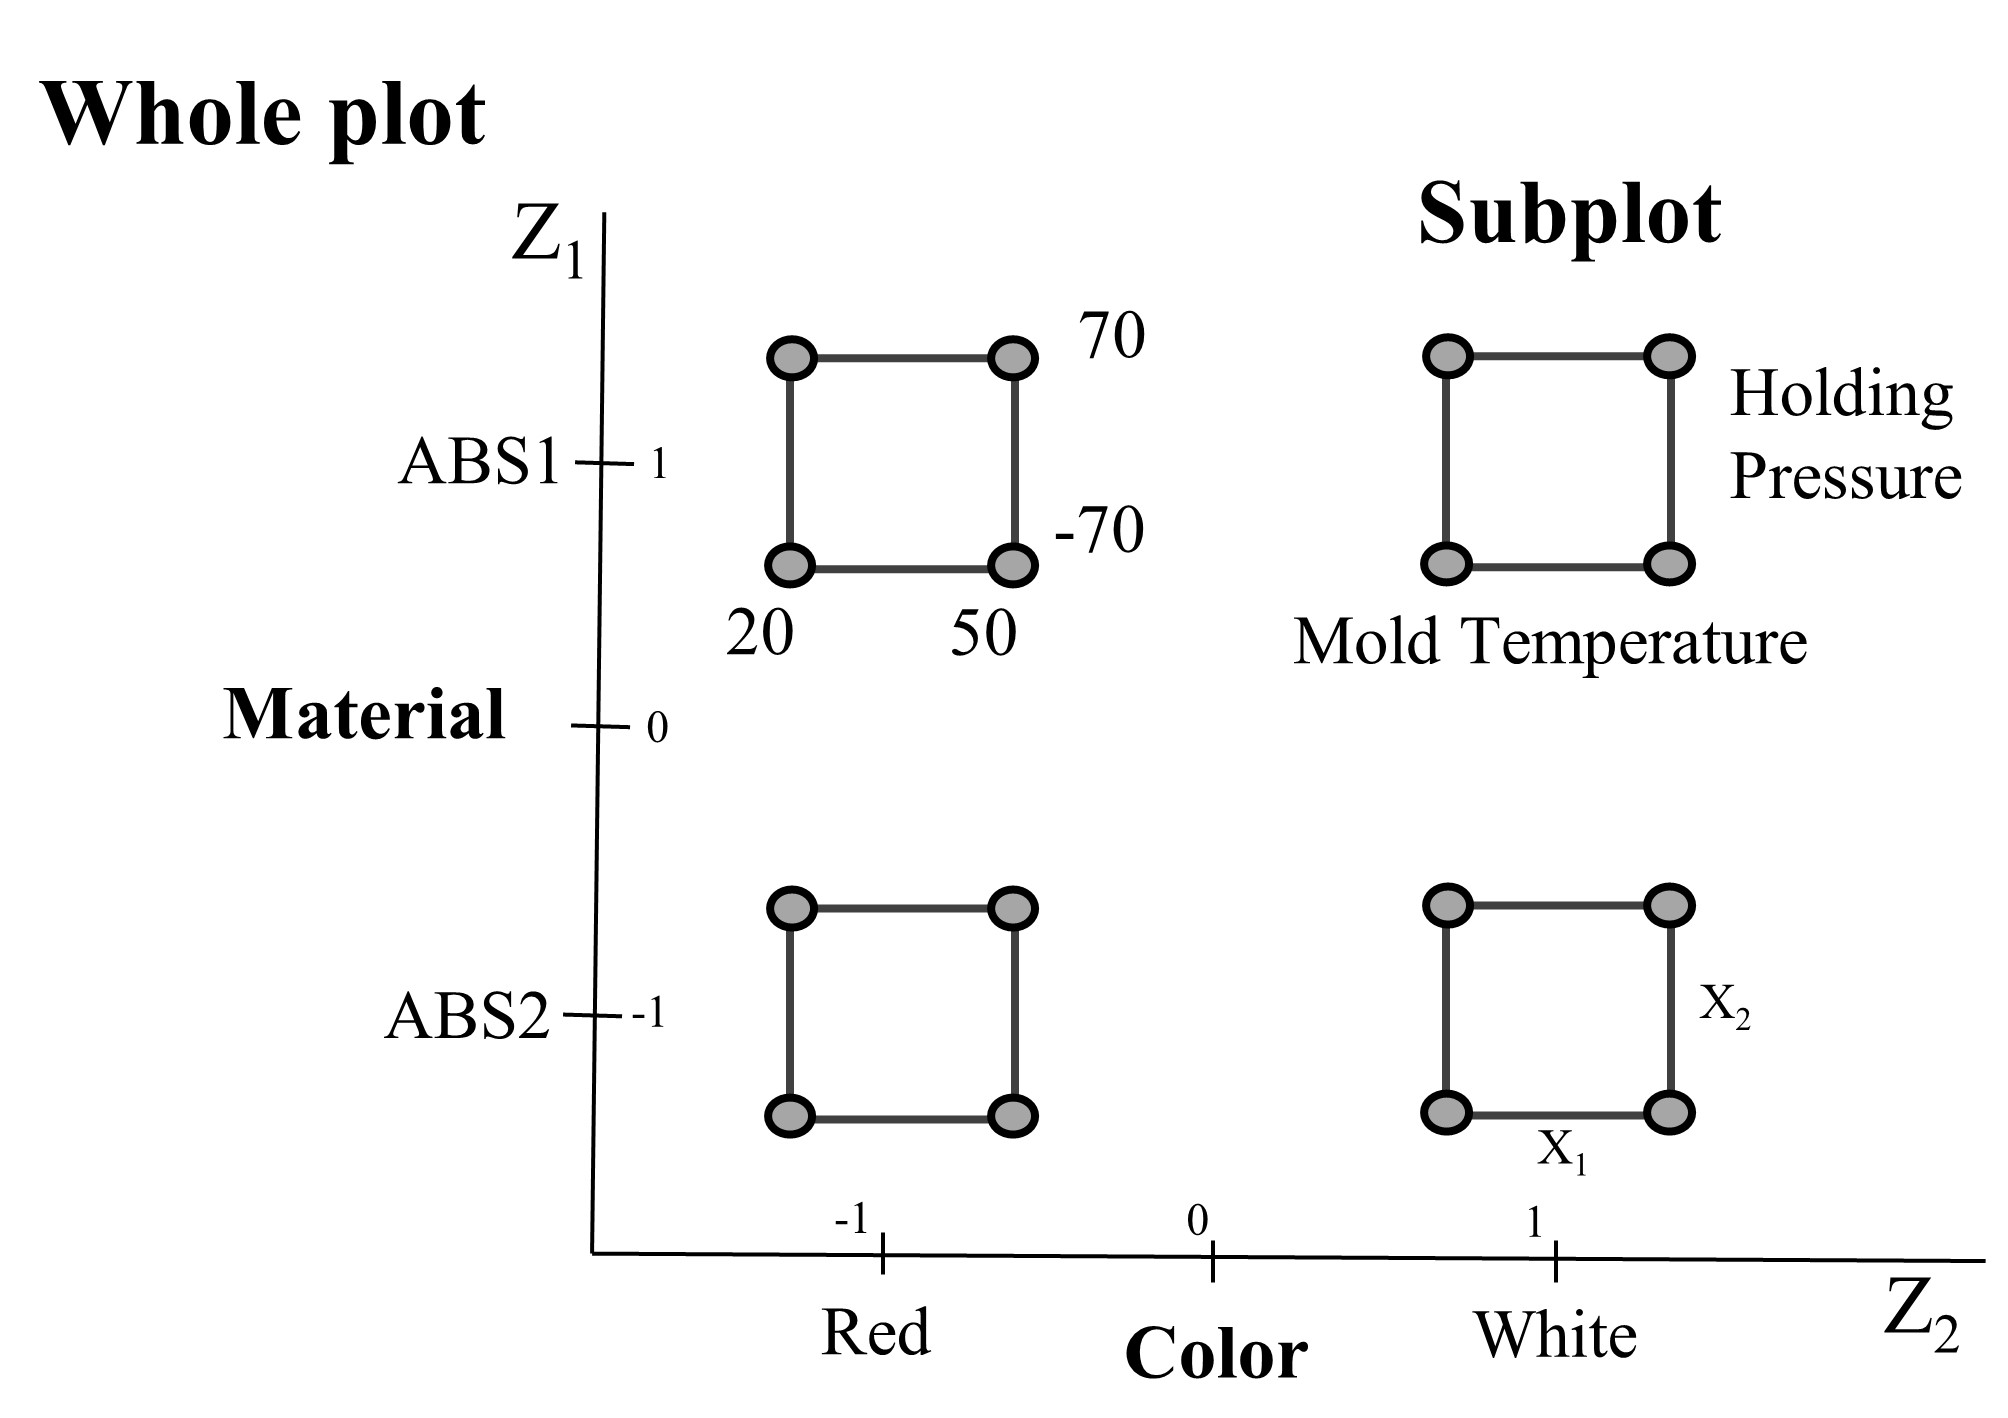 Whole plot
Subplot
Z1
70
Holding
Pressure
ABS1
1
-70
20
50
Mold Temperature
Material
0
ABS2
-1
X2
X1
-1
0
1
Red
Color
White
Z2